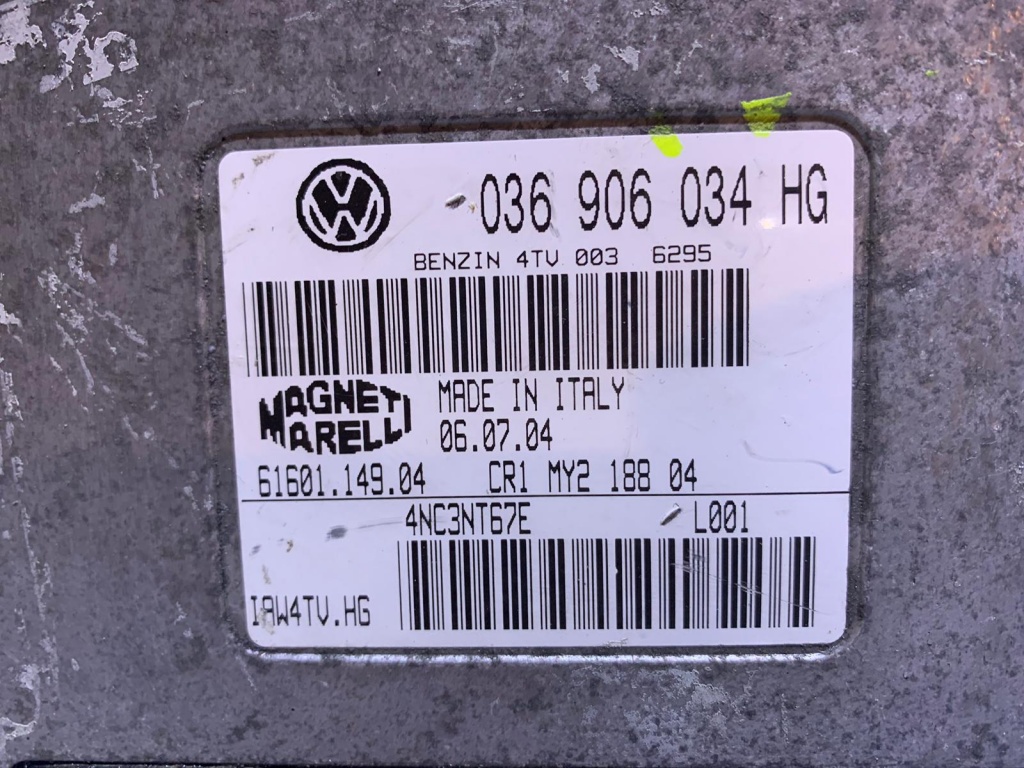 036 906 034 HG
BENZIN 4TV 003 6295
MAGNETI MADE IN ITALY
MARELLI 06.07.04
61601.149.04 CR1 MY2 188 04
4NC3NT67E L001
IAW4TV.HG